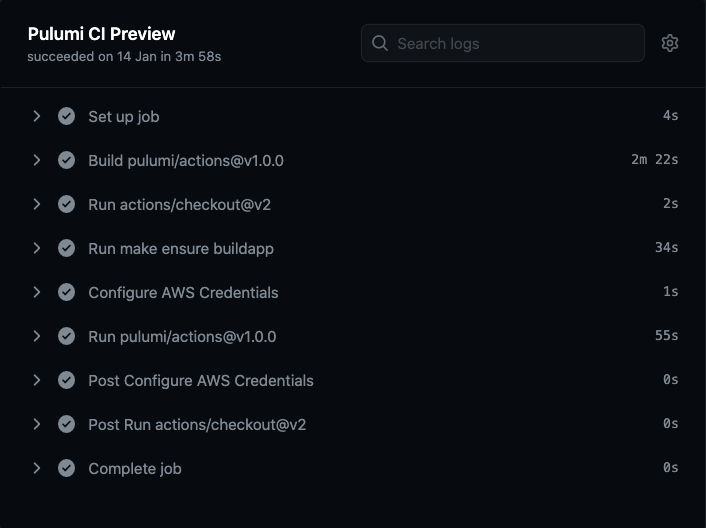 Pulumi CI Preview
succeeded on 14 Jan in 3m 58s
Search logs
Set up job 4s
Build pulumi/actions@v1.0.0 2m 22s
Run actions/checkout@v2 2s
Run make ensure buildapp 34s
Configure AWS Credentials 1s
Run pulumi/actions@v1.0.0 55s
Post Configure AWS Credentials 0s
Post Run actions/checkout@v2 0s
Complete job 0s